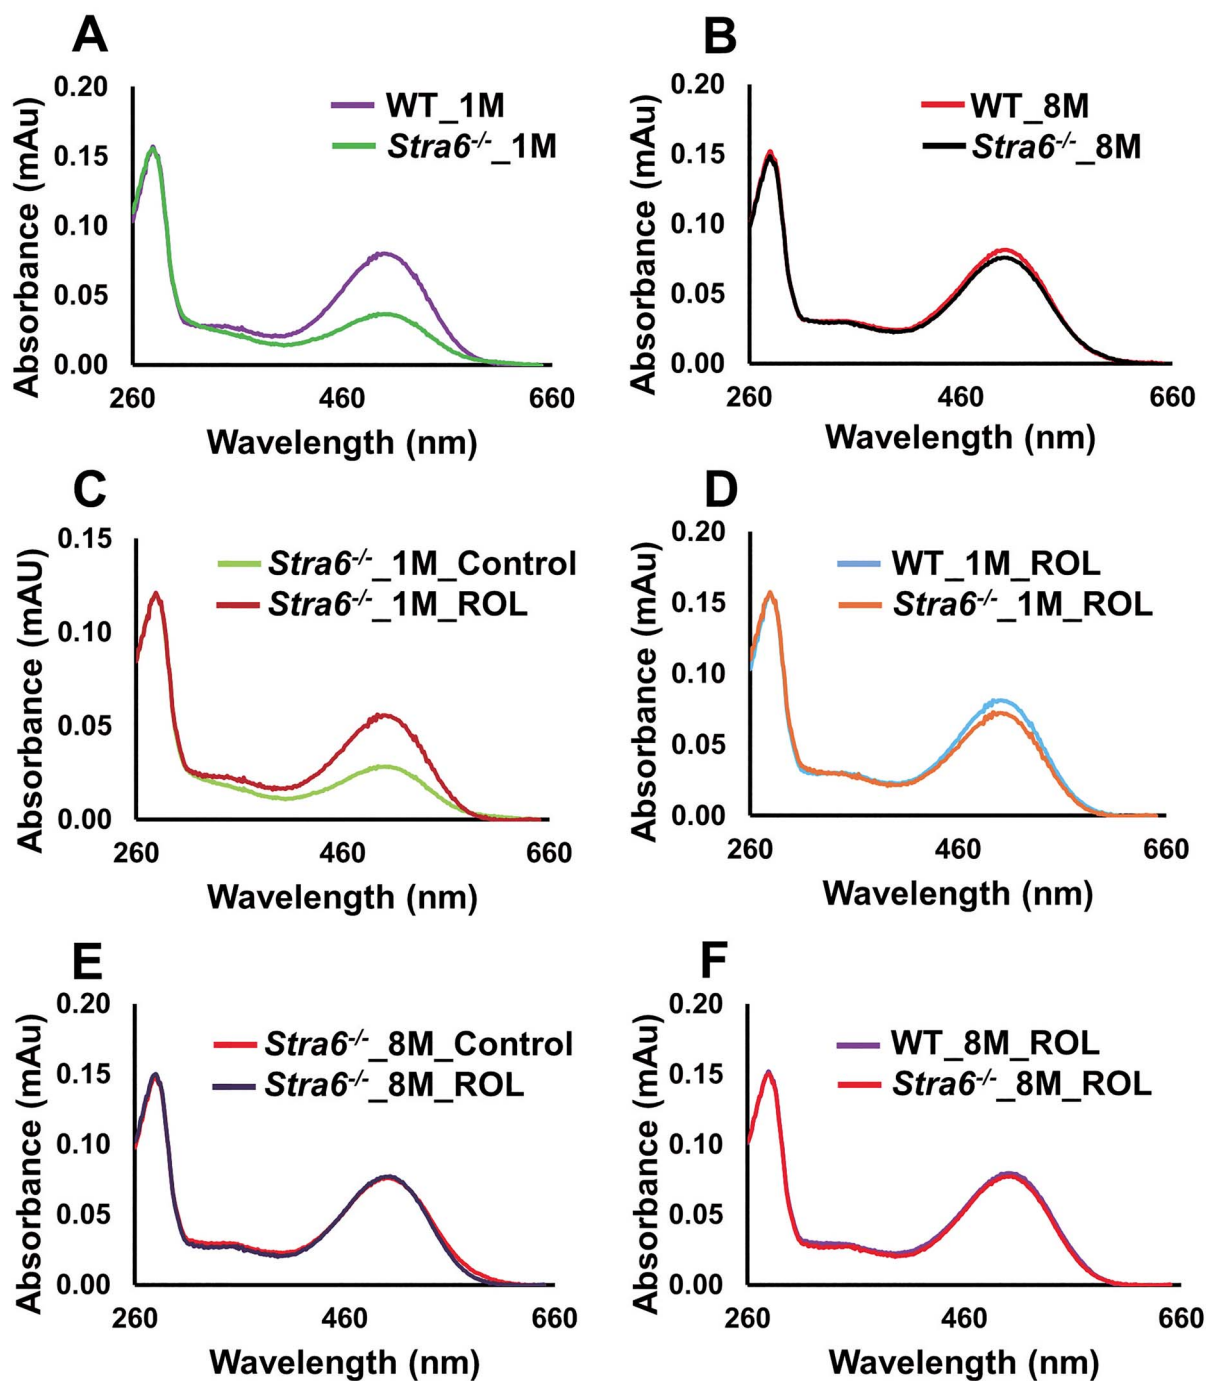 A
0.20
0.15
0.10
0.05
0.00
Absorbance (mAu)
WT_1M
Stra6-/-_1M
260
460
660
Wavelength (nm)
B
0.20
0.15
0.10
0.05
0.00
Absorbance (mAu)
WT_8M
Stra6-/-_8M
260
460
660
Wavelength (nm)
C
0.15
0.10
0.05
0.00
Absorbance (mAU)
Stra6-/-_1M_Control
Stra6-/-_1M_ROL
260
460
660
Wavelength (nm)
D
0.20
0.15
0.10
0.05
0.00
Absorbance (mAu)
WT_1M_ROL
Stra6-/-_1M_ROL
260
460
660
Wavelength (nm)
E
0.20
0.15
0.10
0.05
0.00
Absorbance (mAu)
Stra6-/-_8M_Control
Stra6-/-_8M_ROL
260
460
660
Wavelength (nm)
F
0.20
0.15
0.10
0.05
0.00
Absorbance (mAu)
WT_8M_ROL
Stra6-/-_8M_ROL
260
460
660
Wavelength (nm)